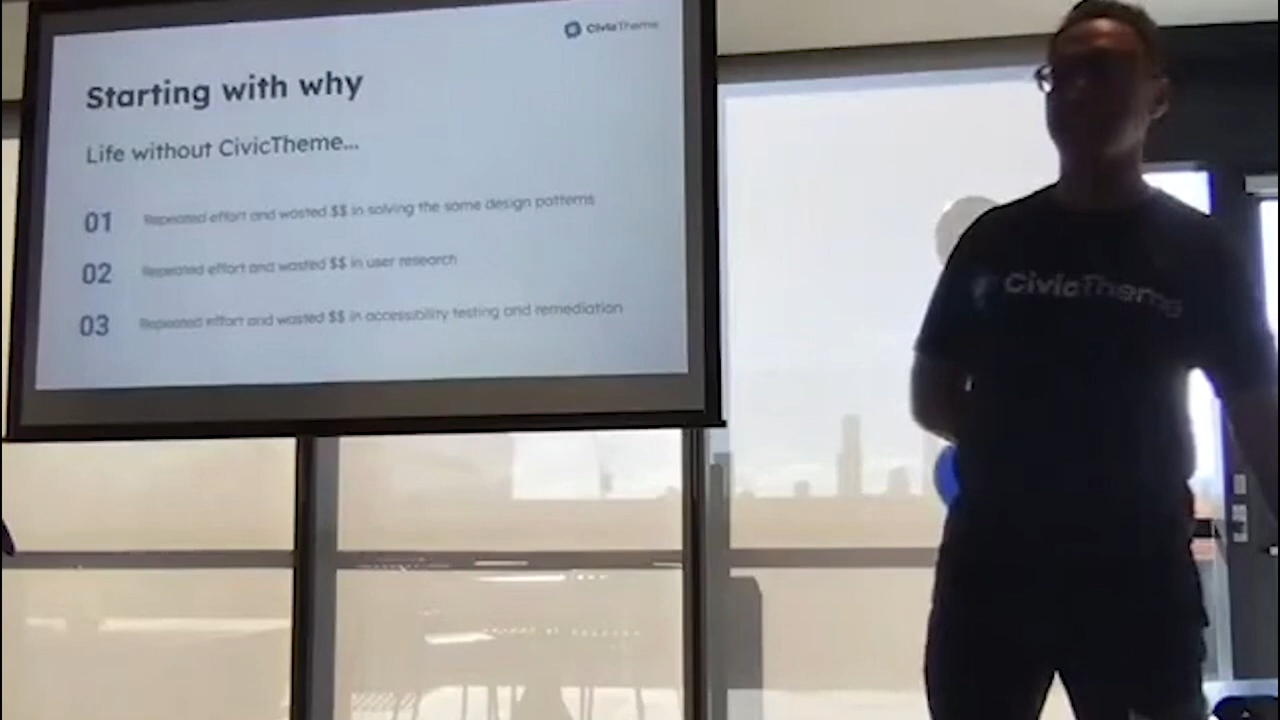 CivicTheme
Starting with why
Life without CivicTheme...
01 Repeated effort and wasted $$ in solving the same design patterns
02 Repeated effort and wasted $$ in user research
03 Repeated effort and wasted $$ in accessibility testing and remediation
CivicTheme